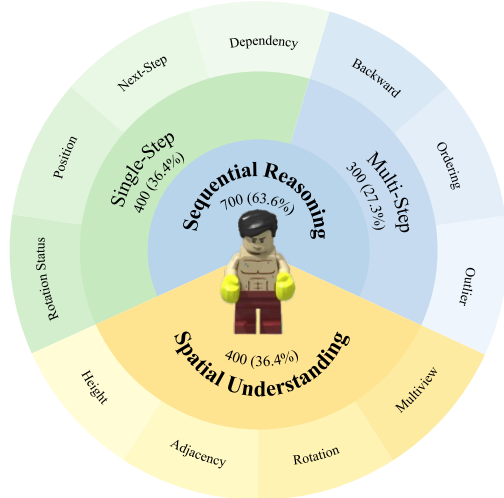 Dependency
Next-Step
Backward
Position
Ordering
Single-Step
400 (36.4%)
Sequential Reasoning
700 (63.6%)
Multi-Step
300 (27.3%)
Rotation Status
Outlier
400 (36.4%)
Spatial Understanding
Height
Multiview
Adjacency
Rotation